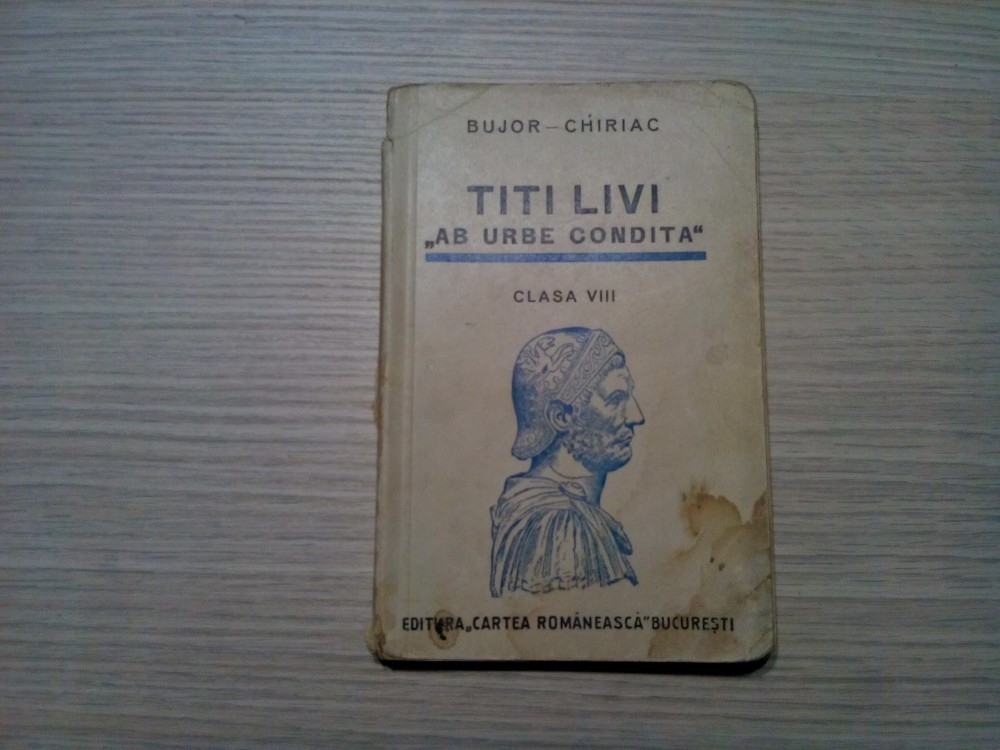 BUJOR – CHIRIAC
TITI LIVI
„AB URBE CONDITA“
CLASA VIII
EDITURA „CARTEA ROMÂNEASCĂ” BUCUREȘTI